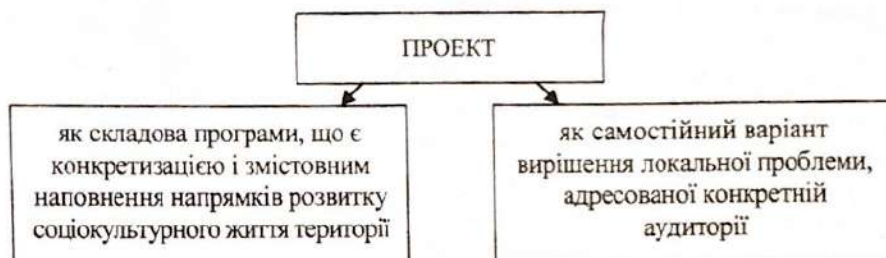 ПРОЕКТ
як складова програми, що є
конкретизацією і змістовним
наповнення напрямків розвитку
соціокультурного життя території
як самостійний варіант
вирішення локальної проблеми,
адресованої конкретній
аудиторії